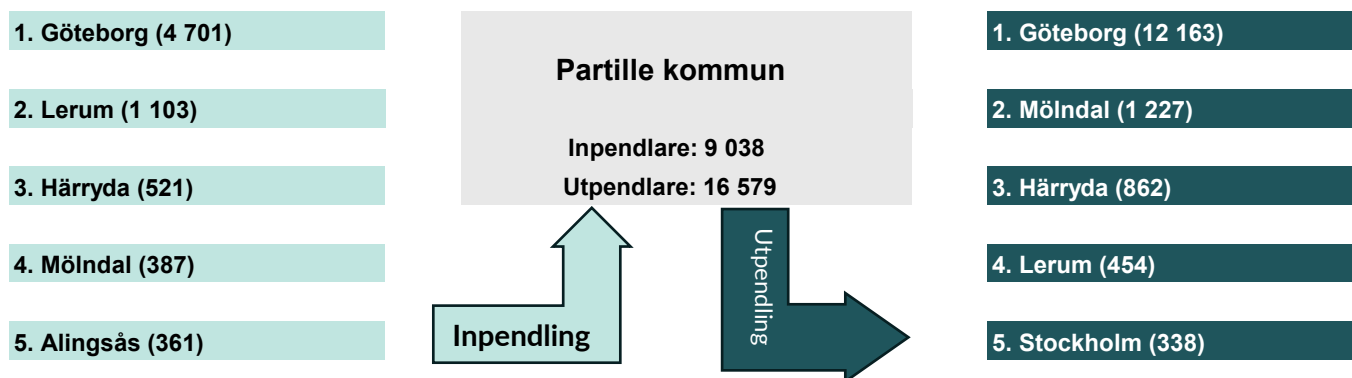 1. Göteborg (4 701)
2. Lerum (1 103)
3. Härryda (521)
4. Mölndal (387)
5. Alingsås (361)
Partille kommun
Inpendlare: 9 038
Utpendlare: 16 579
Inpendling
Utpendling
1. Göteborg (12 163)
2. Mölndal (1 227)
3. Härryda (862)
4. Lerum (454)
5. Stockholm (338)